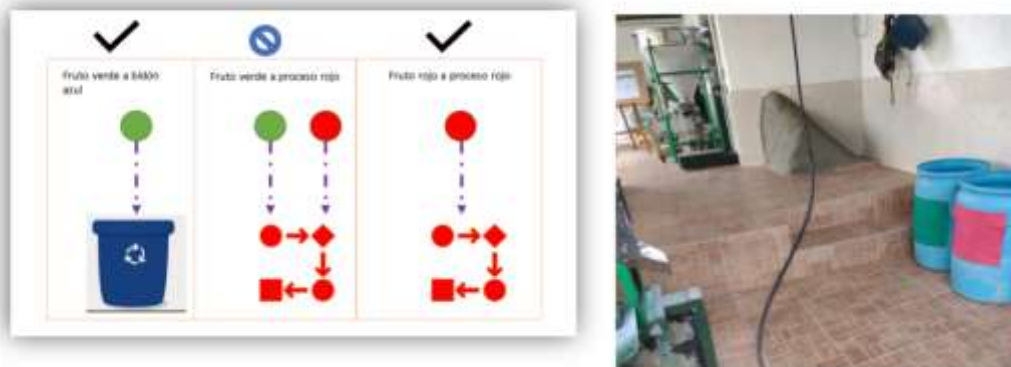 Fruto verde a bidón
azul
Fruto verde a proceso rojo
Fruto rojo a proceso rojo